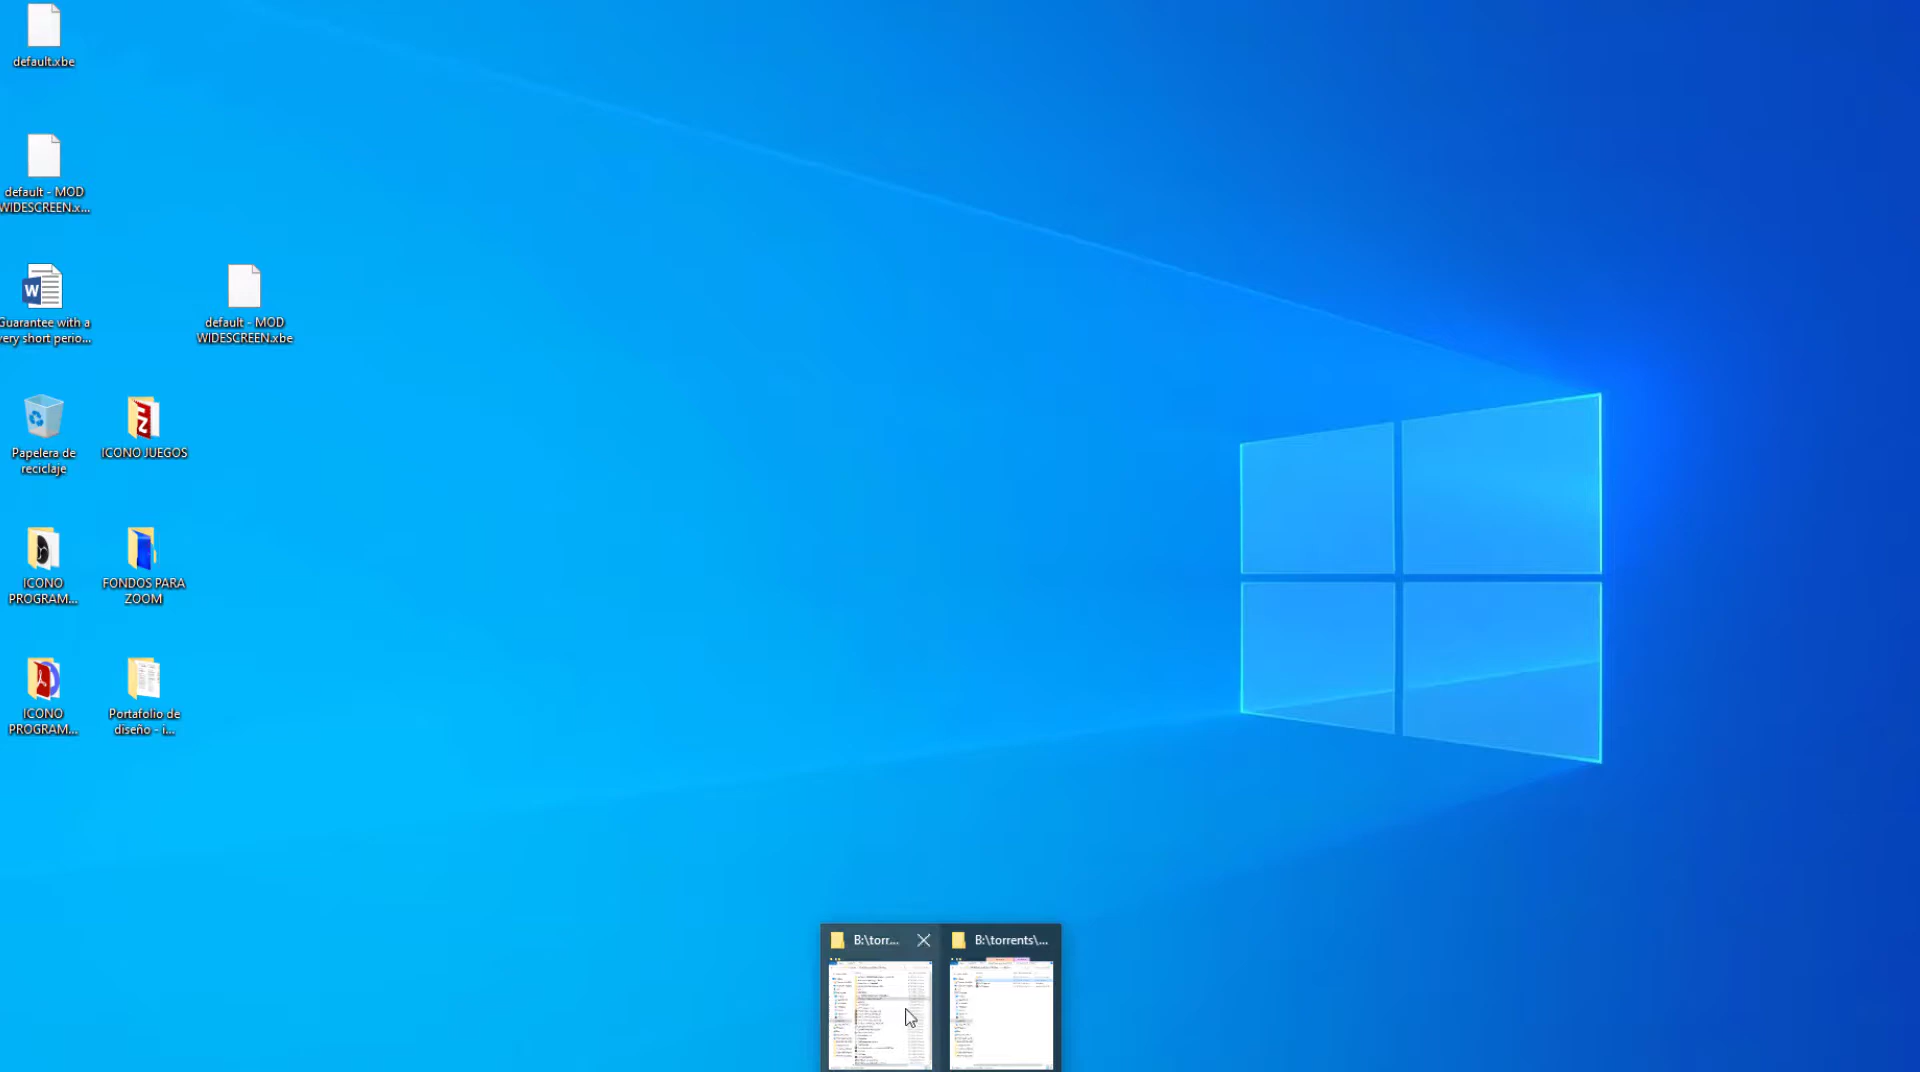 default.xbe
default - MOD
WIDESCREEN.x...
Guarantee with a
very short perio...
default - MOD
WIDESCREEN.xbe
Papelera de
reciclaje
ICONO JUEGOS
ICONO
PROGRAM...
FONDOS PARA
ZOOM
ICONO
PROGRAM...
Portafolio de
diseño - i...
B:\torr...
B:\torrents\...